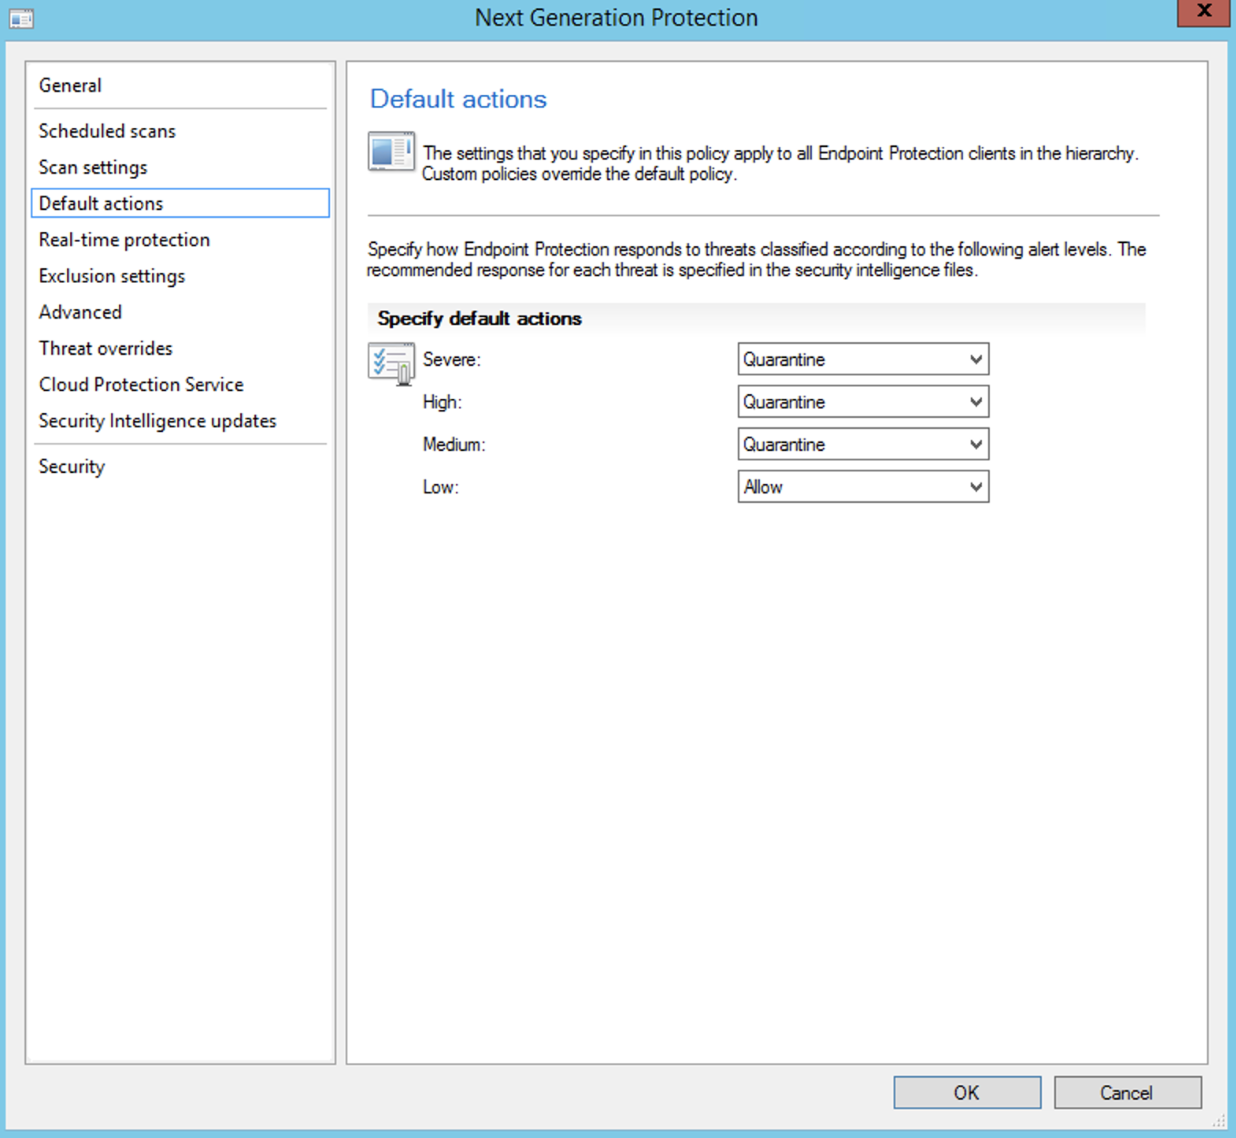 Next Generation Protection
x
General
Scheduled scans
Scan settings
Default actions
Real-time protection
Exclusion settings
Advanced
Threat overrides
Cloud Protection Service
Security Intelligence updates
Security
Default actions
The settings that you specify in this policy apply to all Endpoint Protection clients in the hierarchy.
Custom policies override the default policy.
Specify how Endpoint Protection responds to threats classified according to the following alert levels. The
recommended response for each threat is specified in the security intelligence files.
Specify default actions
Severe: Quarantine
High: Quarantine
Medium: Quarantine
Low: Allow
OK Cancel